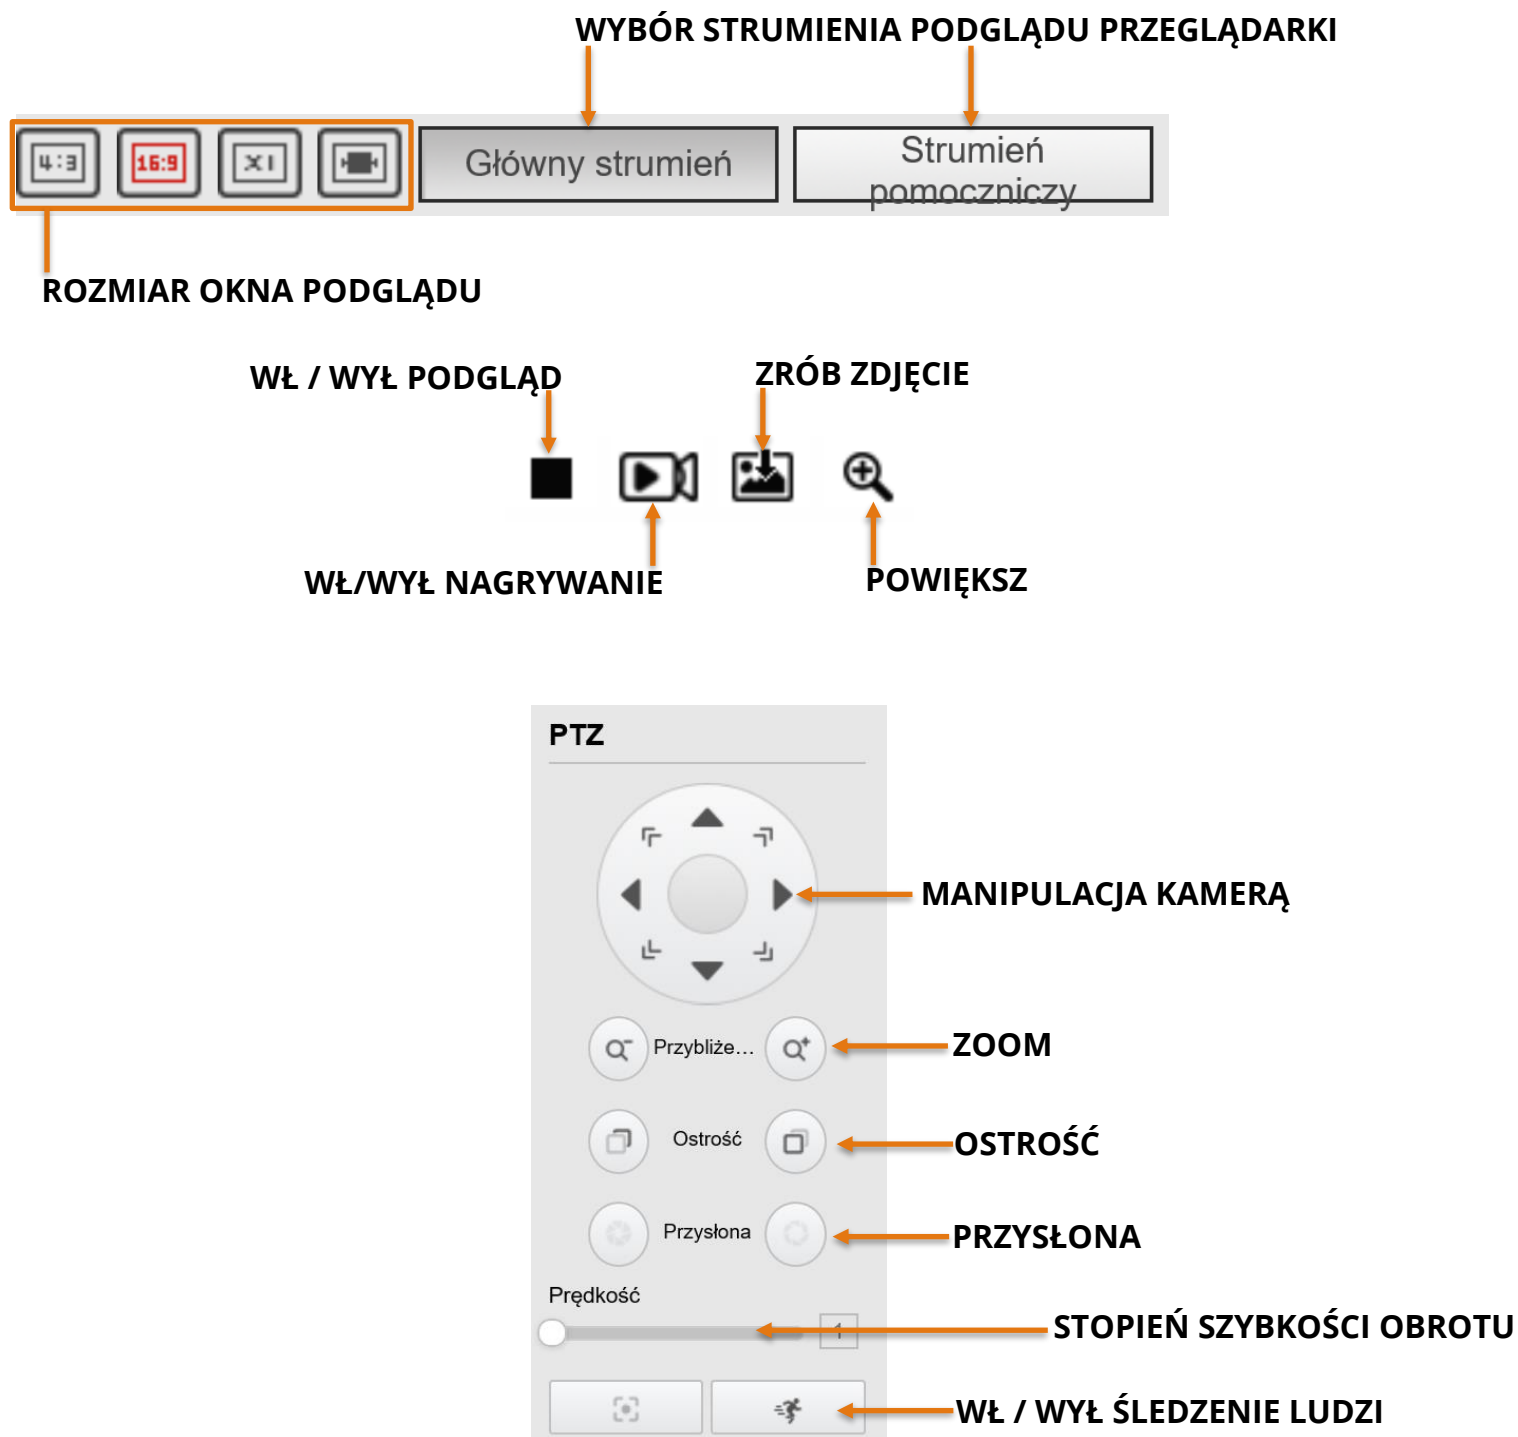 WYBÓR STRUMIENIA PODGLĄDU PRZEGLĄDARKI
4:3
16:9
X1
Główny strumień
Strumień
pomoczniczy
ROZMIAR OKNA PODGLĄDU
WŁ / WYŁ PODGLĄD
ZRÓB ZDJĘCIE
WŁ/WYŁ NAGRYWANIE
POWIĘKSZ
PTZ
MANIPULACJA KAMERĄ
Przybliże...
ZOOM
Ostrość
OSTROŚĆ
Przysłona
PRZYSŁONA
Prędkość
1
STOPIEŃ SZYBKOŚCI OBROTU
WŁ / WYŁ ŚLEDZENIE LUDZI